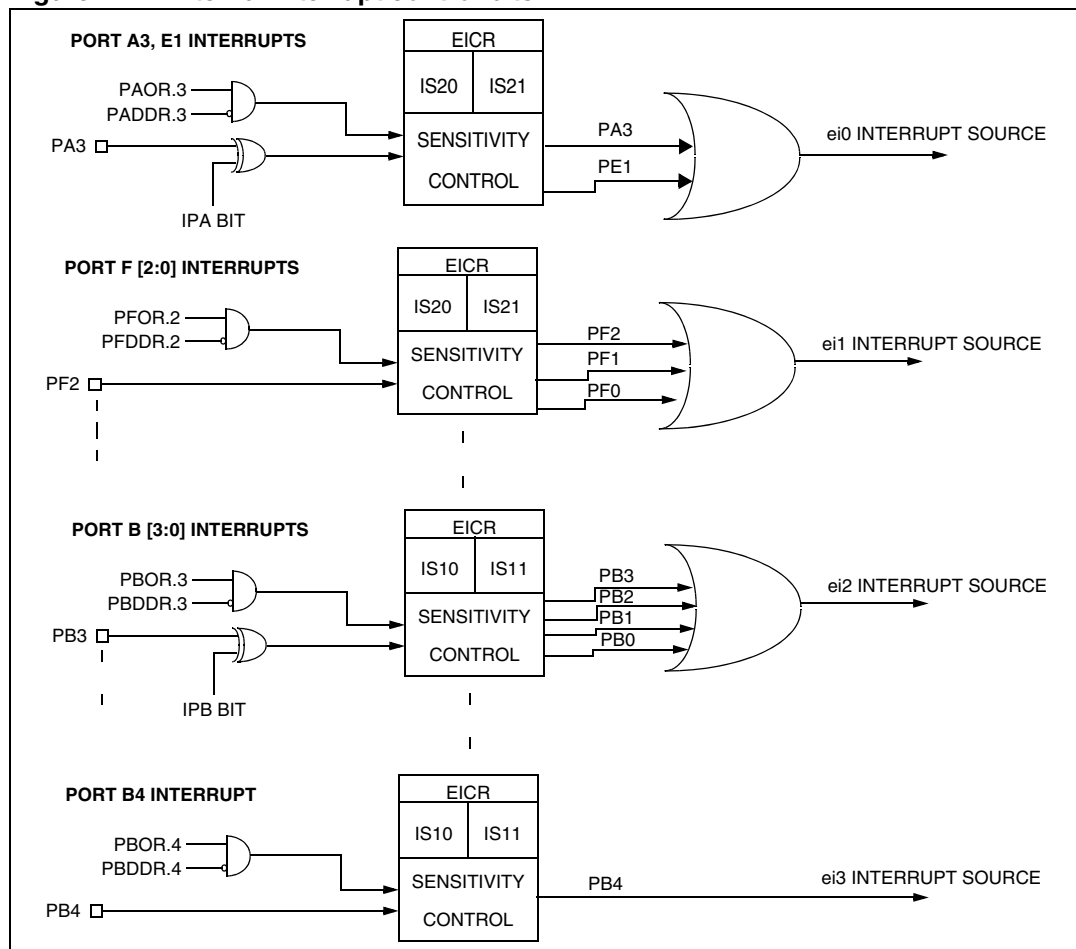 PORT A3, E1 INTERRUPTS
EICR
IS20 IS21
PAOR.3
PADDR.3
PA3
IPA BIT
SENSITIVITY
CONTROL
PA3
PE1
ei0 INTERRUPT SOURCE
PORT F [2:0] INTERRUPTS
EICR
IS20 IS21
PFOR.2
PFDDR.2
PF2
SENSITIVITY
CONTROL
PF2
PF1
PF0
ei1 INTERRUPT SOURCE
PORT B [3:0] INTERRUPTS
EICR
IS10 IS11
PBOR.3
PBDDR.3
PB3
IPB BIT
SENSITIVITY
CONTROL
PB3
PB2
PB1
PB0
ei2 INTERRUPT SOURCE
PORT B4 INTERRUPT
EICR
IS10 IS11
PBOR.4
PBDDR.4
PB4
SENSITIVITY
CONTROL
PB4
ei3 INTERRUPT SOURCE